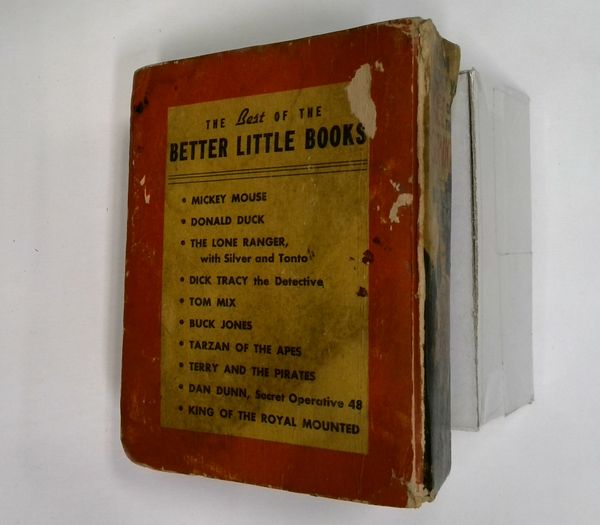 THE Best OF THE
BETTER LITTLE BOOKS
• MICKEY MOUSE
• DONALD DUCK
• THE LONE RANGER,
with Silver and Tonto
• DICK TRACY the Detective
• TOM MIX
• BUCK JONES
• TARZAN OF THE APES
• TERRY AND THE PIRATES
• DAN DUNN, Secret Operative 48
• KING OF THE ROYAL MOUNTED